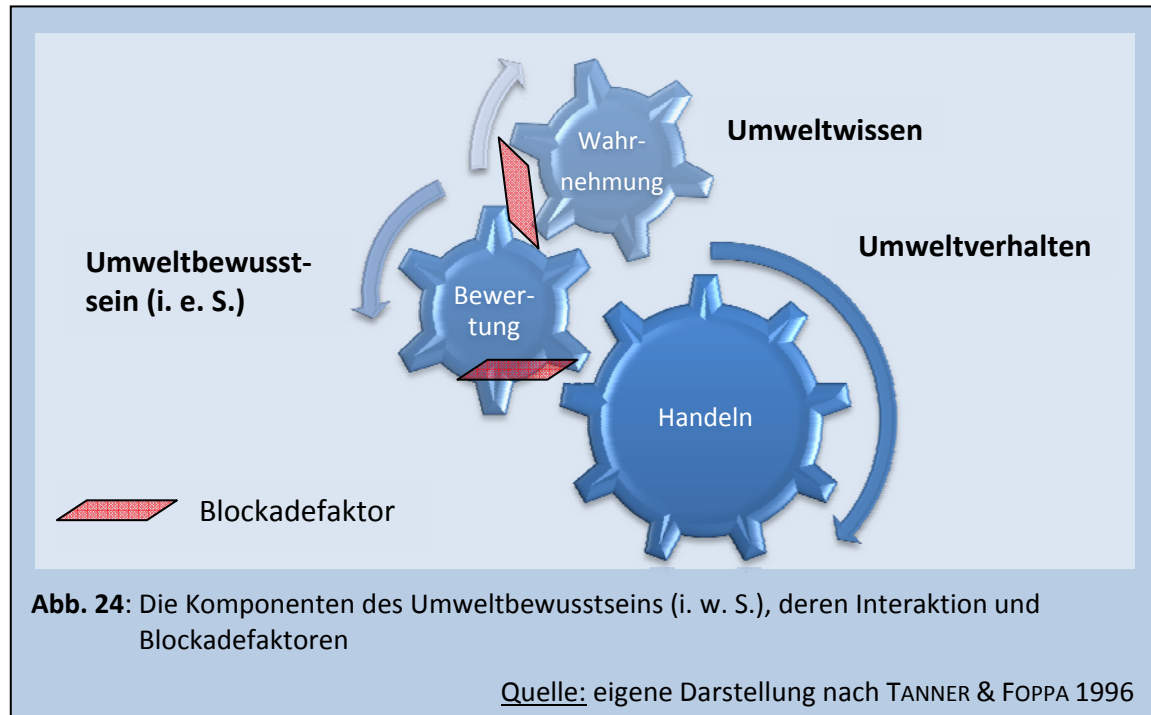 Wahr-
nehmung
Umweltwissen
Umweltverhalten
Umweltbewusst-
sein (i. e. S.)
Bewer-
tung
Handeln
Blockadefaktor
Abb. 24: Die Komponenten des Umweltbewusstseins (i. w. S.), deren Interaktion und
Blockadefaktoren
Quelle: eigene Darstellung nach TANNER & FOPPA 1996